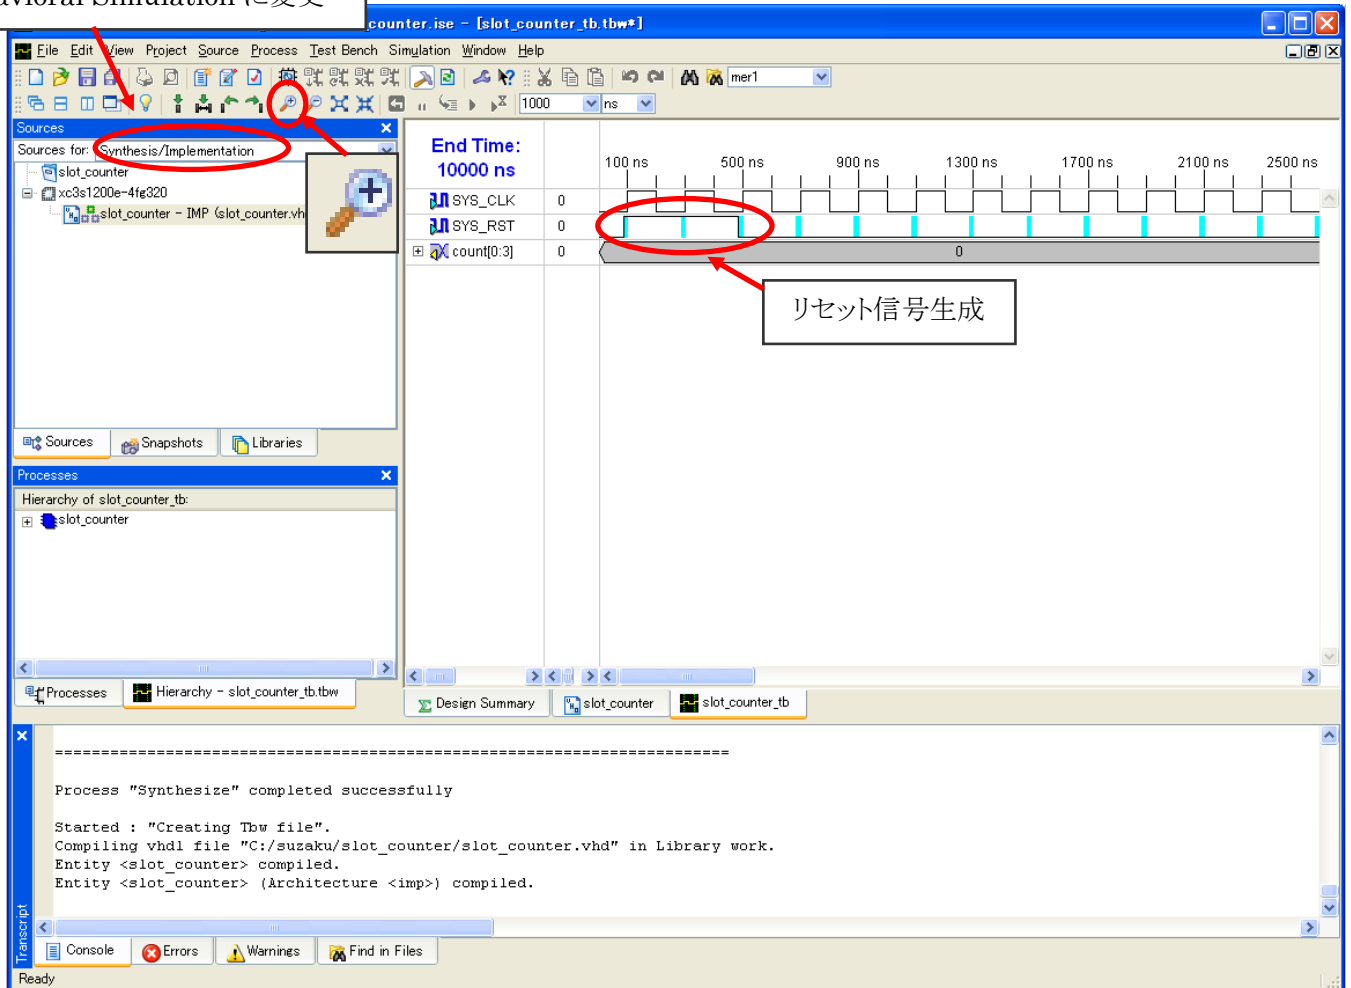 avioral Simulation に変更
counter.ise - [slot_counter_tb.tbw*]
File Edit View Project Source Process Test Bench Simulation Window Help
mer1
1000 ns
Sources
Sources for: Synthesis/Implementation
slot_counter
xc3s1200e-4fg320
slot_counter - IMP (slot_counter.vh
Sources Snapshots Libraries
Processes
Hierarchy of slot_counter_tb:
slot_counter
Processes Hierarchy - slot_counter_tb.tbw
End Time:
10000 ns
100 ns 500 ns 900 ns 1300 ns 1700 ns 2100 ns 2500 ns
SYS_CLK 0
SYS_RST 0
count[0:3] 0 0
リセット信号生成
Design Summary slot_counter slot_counter_tb
===========================================================================
Process "Synthesize" completed successfully
Started : "Creating Tbw file".
Compiling vhdl file "C:/suzaku/slot_counter/slot_counter.vhd" in Library work.
Entity <slot_counter> compiled.
Entity <slot_counter> (Architecture <imp>) compiled.
Transcript
Console Errors Warnings Find in Files
Ready